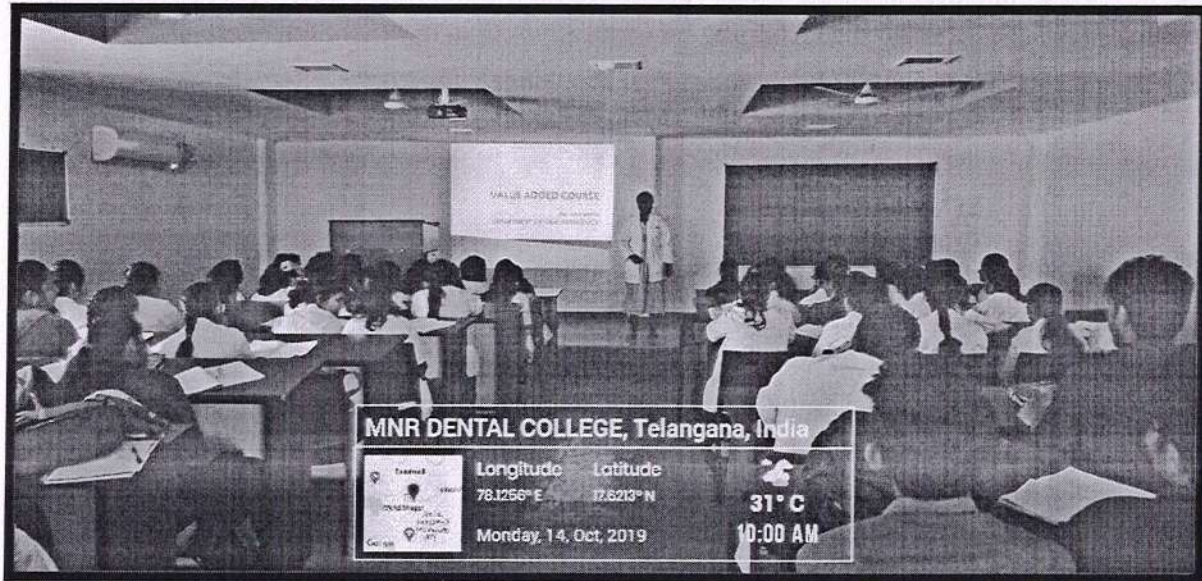 VALUE ADDED COURSE
MNR DENTAL COLLEGE, Telangana, India
Longitude Latitude
78.1256° E 17.6213° N
Monday, 14, Oct, 2019
31° C
10:00 AM
Google